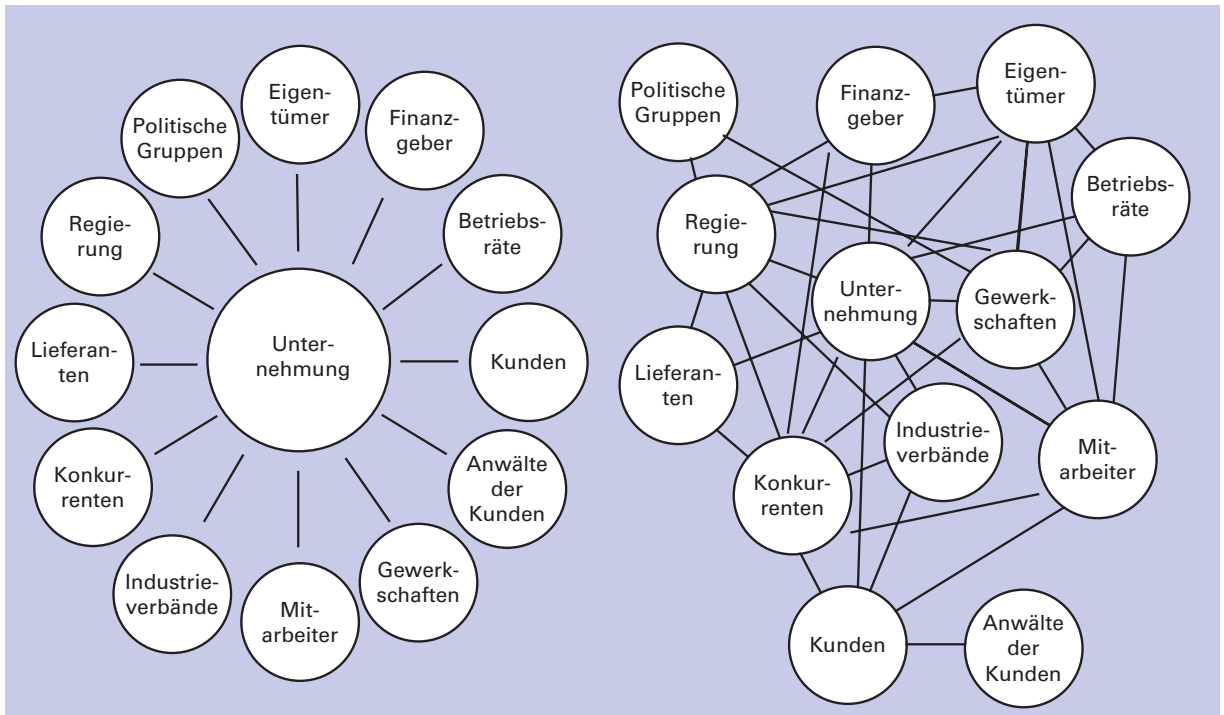 Eigen-
tümer
Finanz-
geber
Betriebs-
räte
Kunden
Anwälte
der
Kunden
Gewerk-
schaften
Mit-
arbeiter
Industrie-
verbände
Konkur-
renten
Lieferan-
ten
Regie-
rung
Politische
Gruppen
Unter-
nehmung
Politische
Gruppen
Finanz-
geber
Eigen-
tümer
Betriebs-
räte
Regie-
rung
Unter-
nehmung
Gewerk-
schaften
Lieferan-
ten
Industrie-
verbände
Mit-
arbeiter
Konkur-
renten
Kunden
Anwälte
der
Kunden